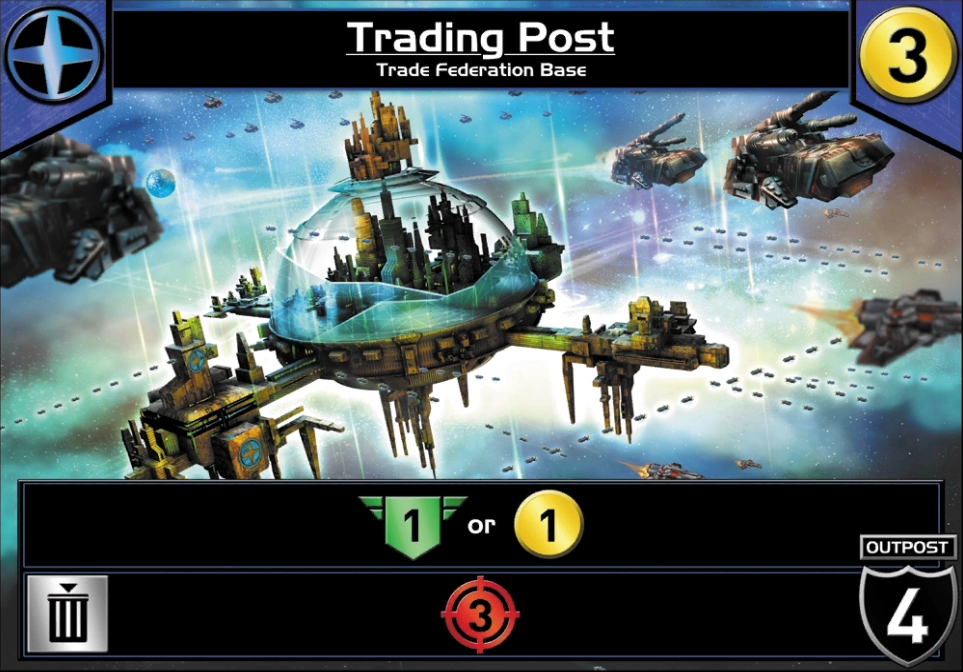 Trading Post
3
Trade Federation Base
1 or 1
OUTPOST
3
4